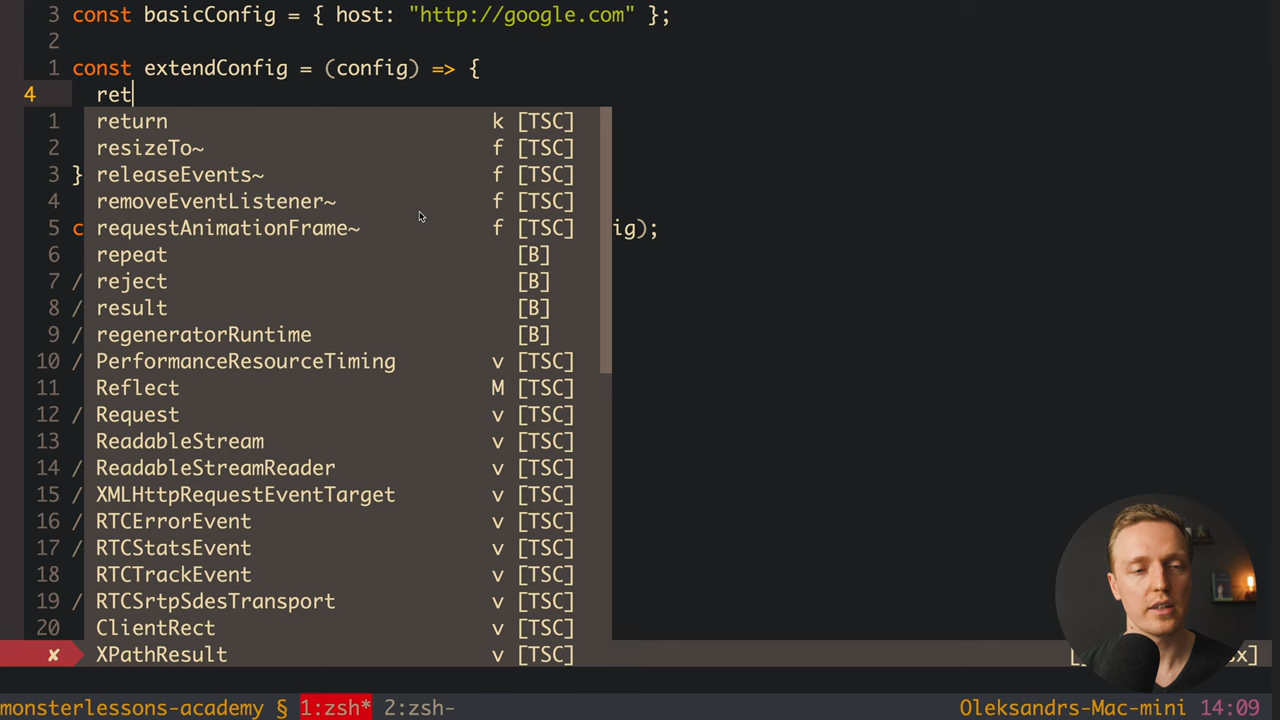 3 const basicConfig = { host: "http://google.com" };
2
1 const extendConfig = (config) => {
4 ret
1 return k [TSC]
2 resizeTo~ f [TSC]
3 } releaseEvents~ f [TSC]
4 removeEventListener~ f [TSC]
5 c requestAnimationFrame~ f [TSC] ig);
6 repeat [B]
7 / reject [B]
8 / result [B]
9 / regeneratorRuntime [B]
10 / PerformanceResourceTiming v [TSC]
11 Reflect M [TSC]
12 / Request v [TSC]
13 ReadableStream v [TSC]
14 / ReadableStreamReader v [TSC]
15 / XMLHttpRequestEventTarget v [TSC]
16 / RTCErrorEvent v [TSC]
17 / RTCStatsEvent v [TSC]
18 RTCTrackEvent v [TSC]
19 / RTCSrtpSdesTransport v [TSC]
20 ClientRect v [TSC]
✘ XPathResult v [TSC] [ x]
monsterlessons-academy § 1:zsh* 2:zsh- Oleksandrs-Mac-mini 14:09